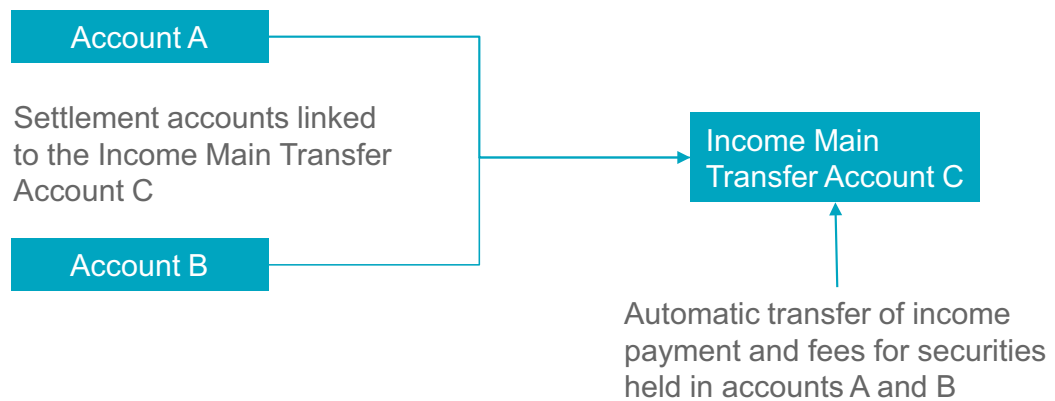 Account A
Settlement accounts linked
to the Income Main Transfer
Account C
Account B
Income Main
Transfer Account C
Automatic transfer of income
payment and fees for securities
held in accounts A and B